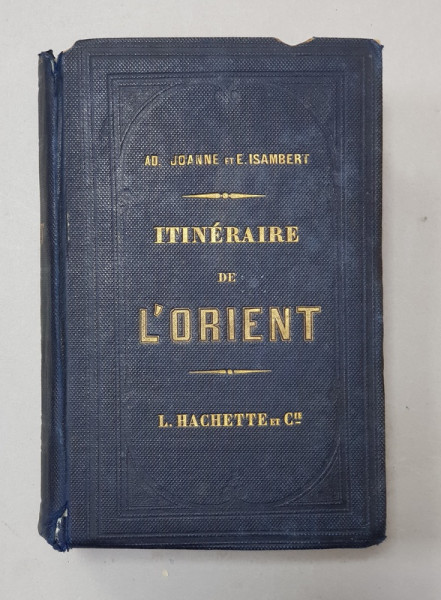 AD. JOANNE ET E. ISAMBERT
ITINÉRAIRE
DE
L'ORIENT
L. HACHETTE ET CIE